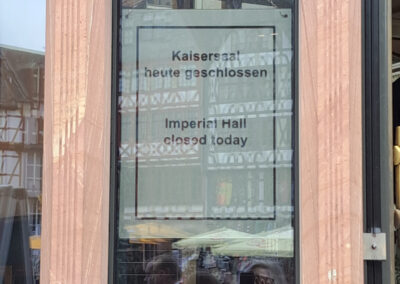 Kaisersaal
heute geschlossen
Imperial Hall
closed today